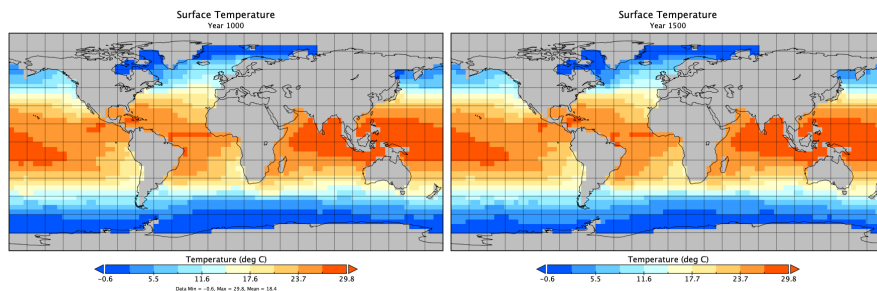 Surface Temperature
Year 1000
Temperature (deg C)
−0.6 5.5 11.6 17.6 23.7 29.8
Data Min = −0.6, Max = 29.8, Mean = 18.4
Surface Temperature
Year 1500
Temperature (deg C)
−0.6 5.5 11.6 17.6 23.7 29.8